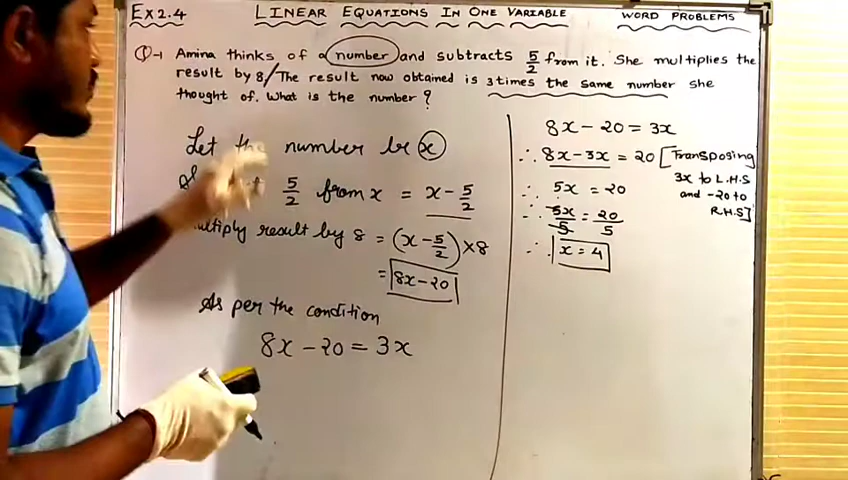 EX 2.4 LINEAR EQUATIONS IN ONE VARIABLE WORD PROBLEMS
Q-1 Amina thinks of a number and subtracts 5/2 from it. She multiplies the
result by 8/The result now obtained is 3 times the same number she
thought of. What is the number?
Let the number be x
5/2 from x = x - 5/2
multiply result by 8 = (x - 5/2) × 8
= 8x - 20
As per the condition
8x - 20 = 3x
8x - 20 = 3x
∴ 8x - 3x = 20 [Transposing
3x to L.H.S
and -20 to
R.H.S]
∴ 5x = 20
∴ 5x/5 = 20/5
∴ x = 4